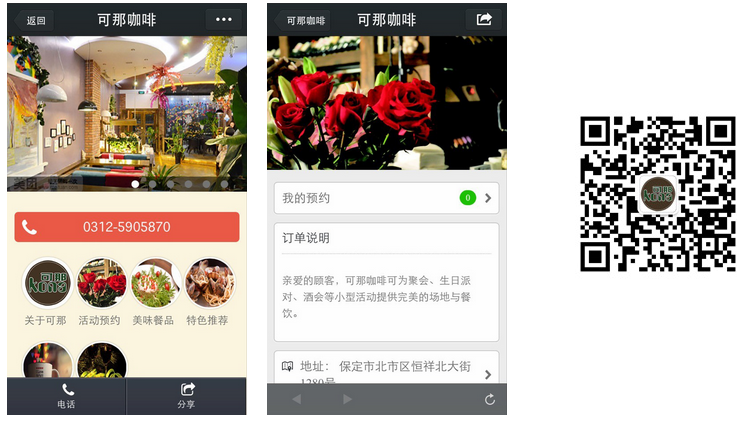 返回
可那咖啡
0312-5905870
可那
kona
关于可那
活动预约
美味餐品
特色推荐
电话
分享
可那咖啡
可那咖啡
我的预约
0
订单说明
亲爱的顾客，可那咖啡可为聚会、生日派
对、酒会等小型活动提供完美的场地与餐
饮。
地址： 保定市北市区恒祥北大街
1280号
可那
kona